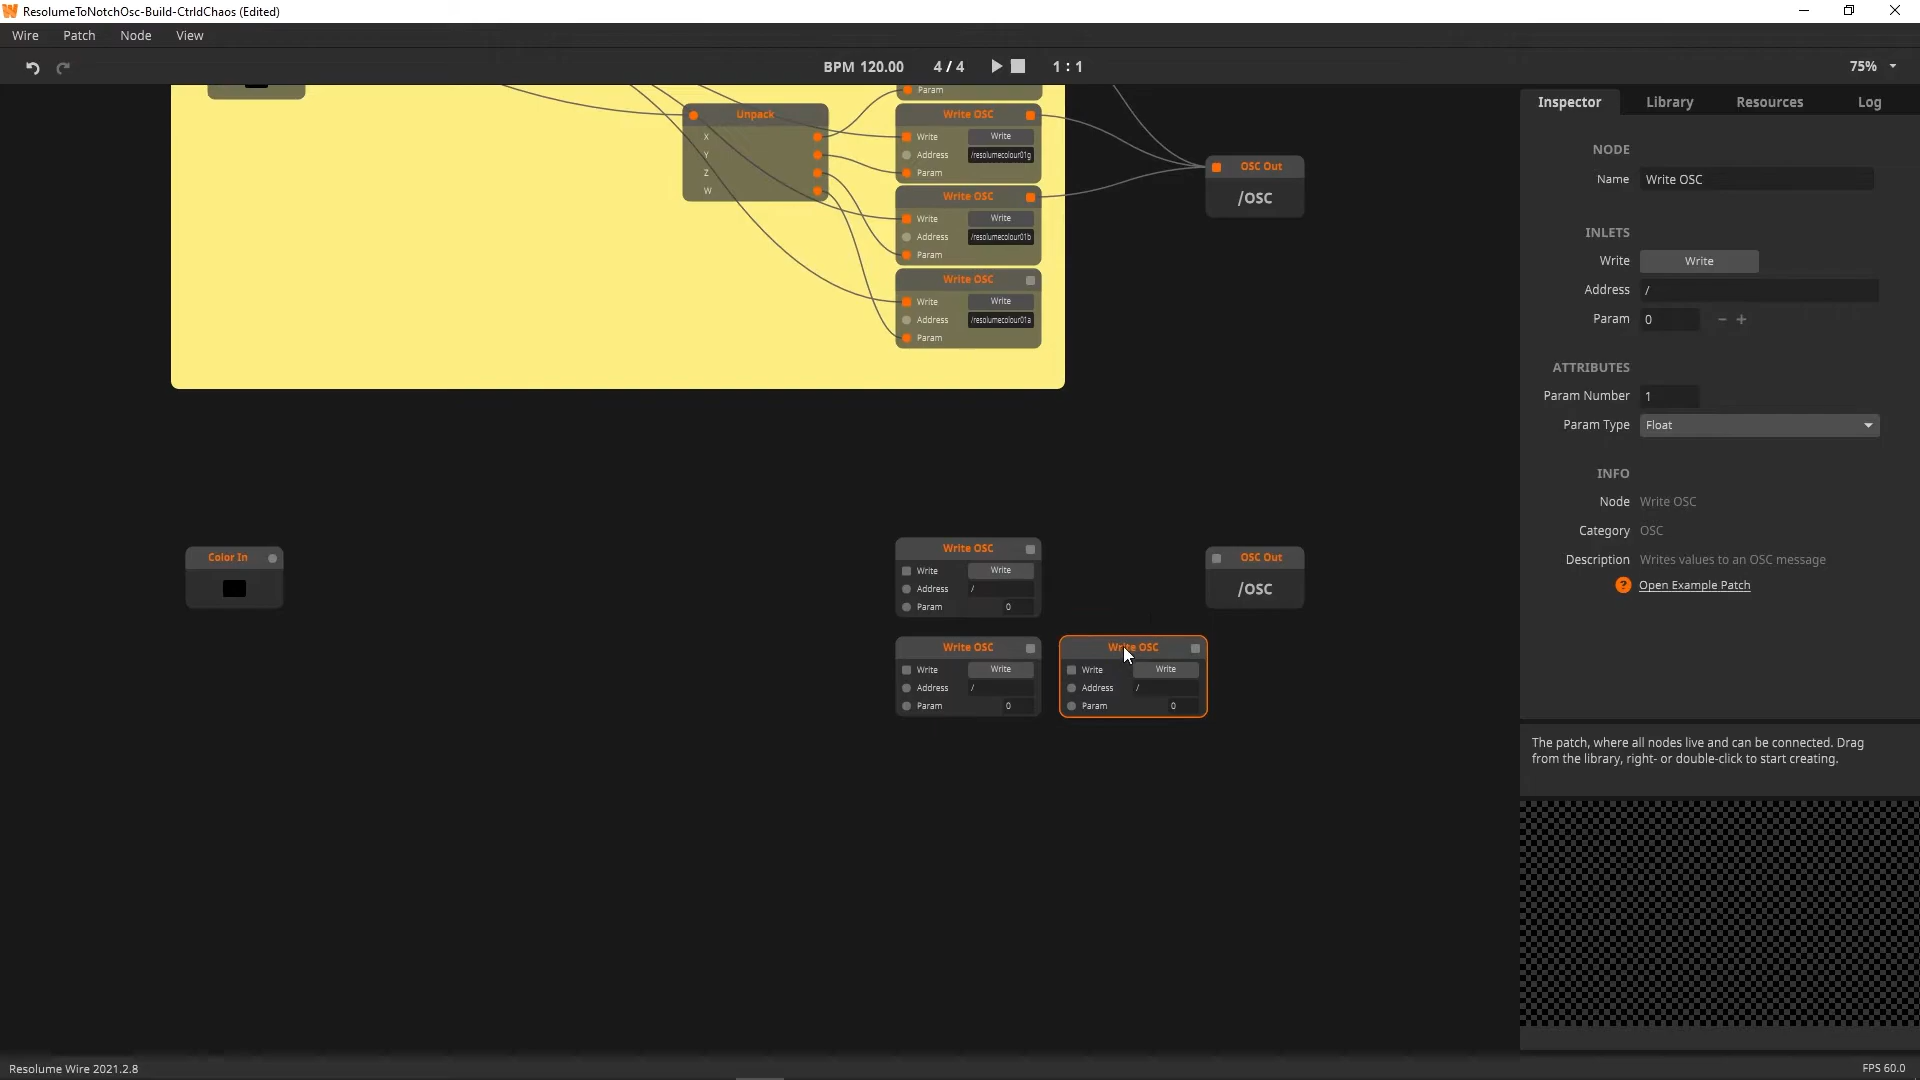 ResolumeToNotchOsc-Build-CtrldChaos (Edited)
Wire Patch Node View
BPM 120.00 4 / 4 1 : 1 75%
Inspector Library Resources Log
Param
Unpack
X
Y
Z
W
Write OSC
Write Write
Address /resolumecolour01g
Param
Write OSC
Write Write
Address /resolumecolour01b
Param
Write OSC
Write Write
Address /resolumecolour01a
Param
OSC Out
/OSC
Color In
Write OSC
Write Write
Address /
Param 0
OSC Out
/OSC
Write OSC
Write Write
Address /
Param 0
Write OSC
Write Write
Address /
Param 0
NODE
Name Write OSC
INLETS
Write Write
Address /
Param 0 − +
ATTRIBUTES
Param Number 1
Param Type Float
INFO
Node Write OSC
Category OSC
Description Writes values to an OSC message
? Open Example Patch
The patch, where all nodes live and can be connected. Drag
from the library, right- or double-click to start creating.
Resolume Wire 2021.2.8
FPS 60.0